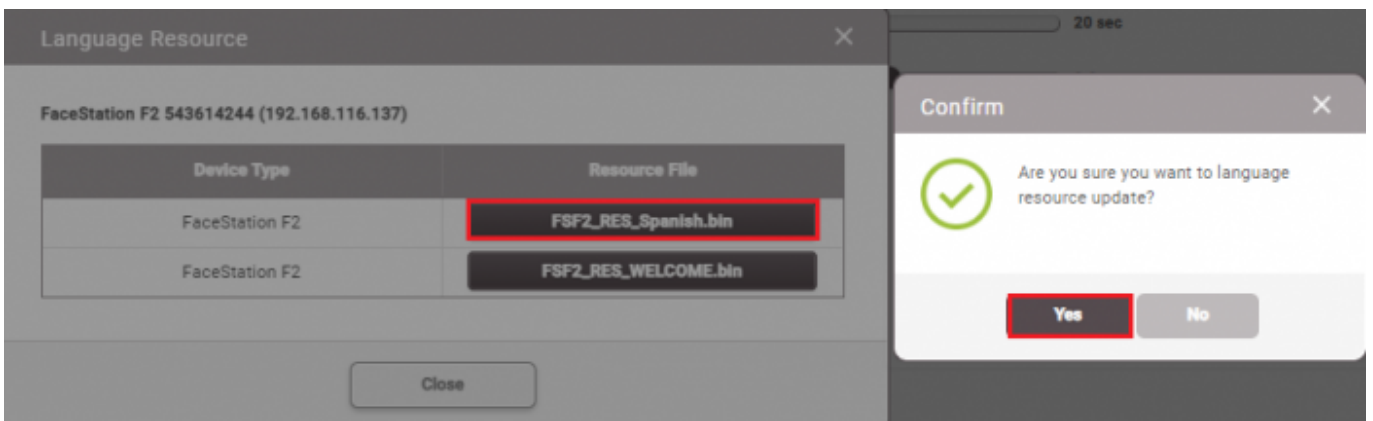 Language Resource
20 sec
FaceStation F2 543614244 (192.168.116.137)
Device Type Resource File
FaceStation F2 FSF2_RES_Spanish.bin
FaceStation F2 FSF2_RES_WELCOME.bin
Close
Confirm
Are you sure you want to language
resource update?
Yes No